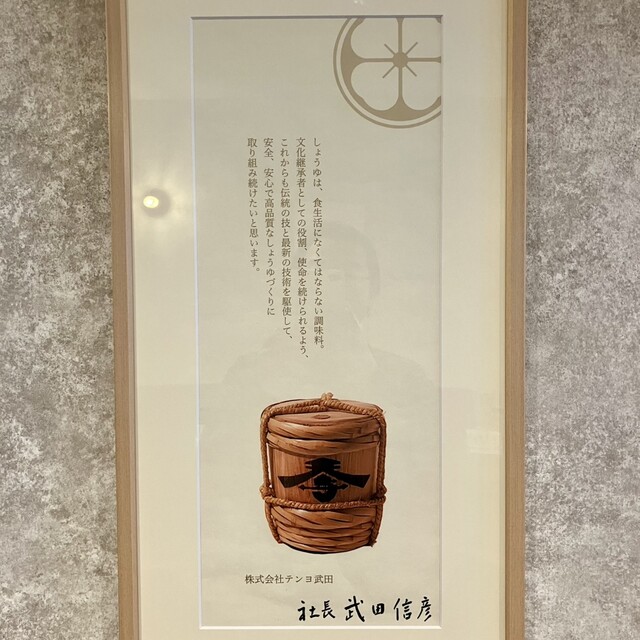 しょうゆは、食生活になくてはならない調味料。
文化継承者としての役割、使命を続けられるよう、
これからも伝統の技と最新の技術を駆使して、
安全、安心で高品質なしょうゆづくりに
取り組み続けたいと思います。
株式会社テンヨ武田
社長 武田信彦